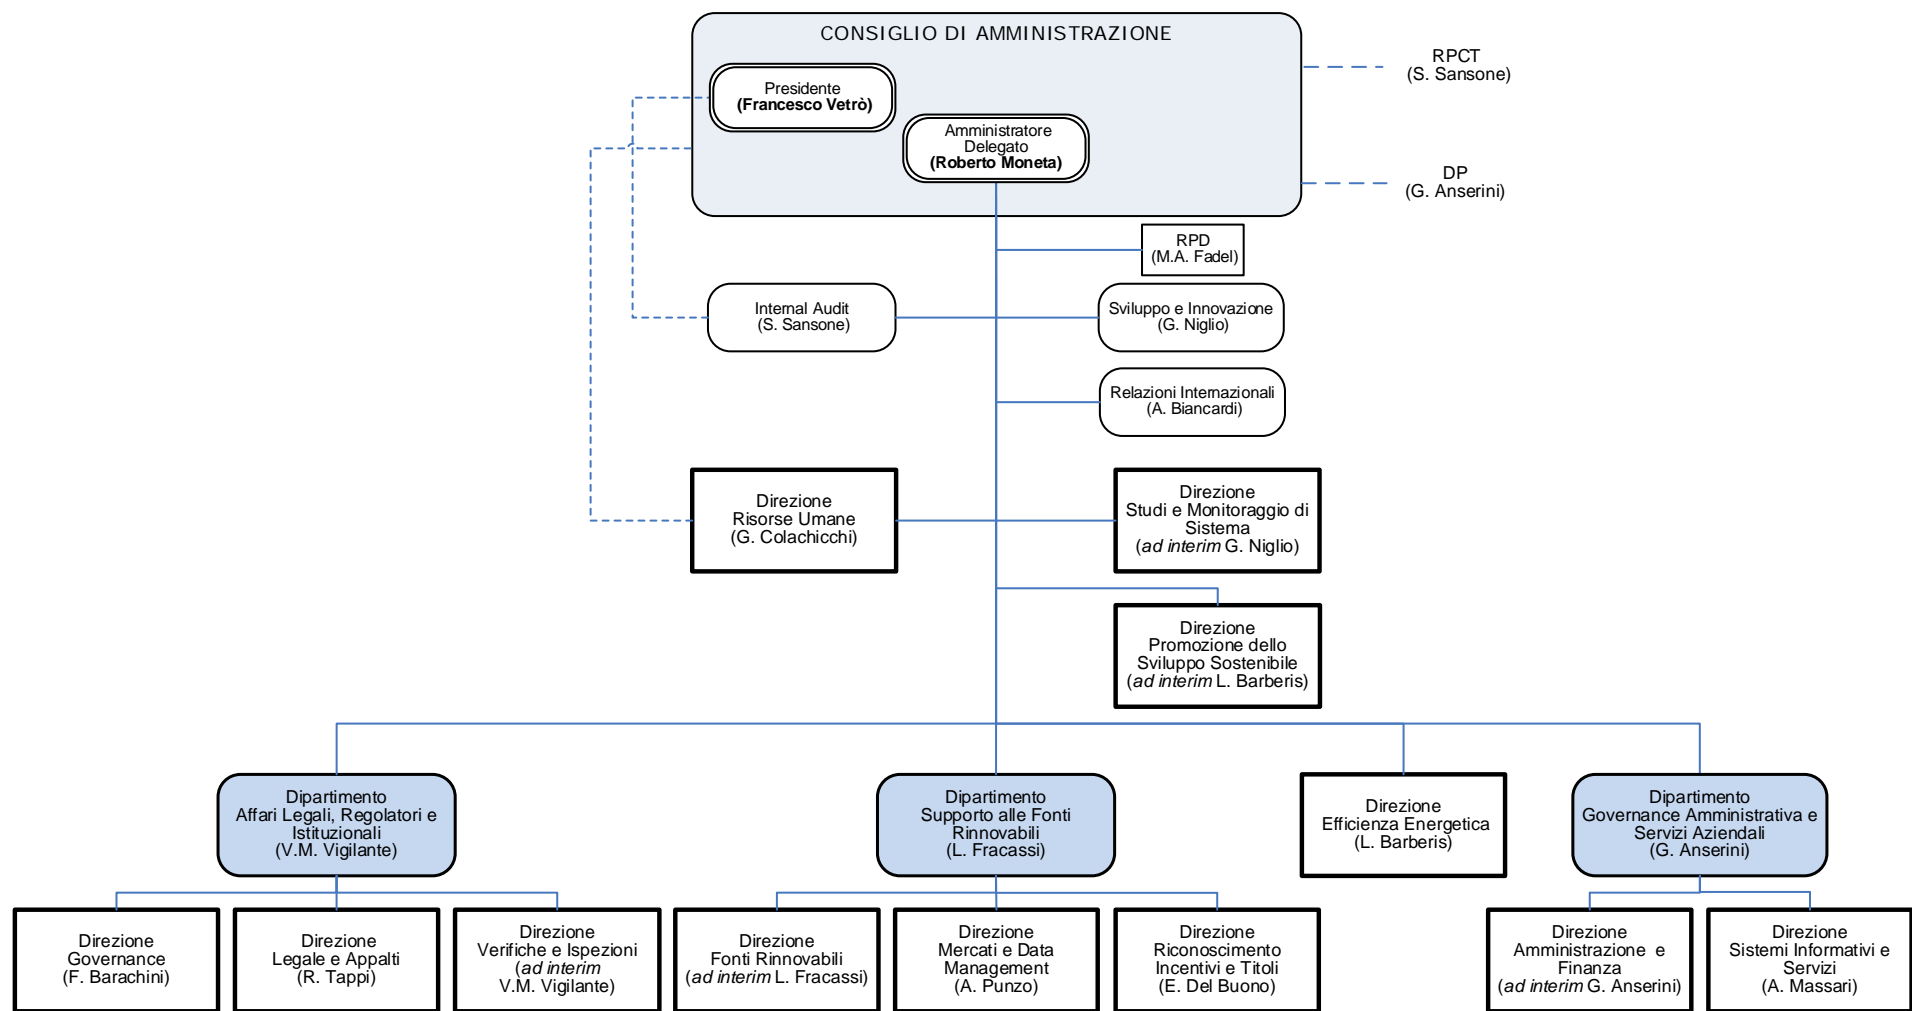 CONSIGLIO DI AMMINISTRAZIONE
Presidente
(Francesco Vetrò)
Amministratore
Delegato
(Roberto Moneta)
RPCT
(S. Sansone)
DP
(G. Anserini)
RPD
(M.A. Fadel)
Internal Audit
(S. Sansone)
Sviluppo e Innovazione
(G. Niglio)
Relazioni Internazionali
(A. Biancardi)
Direzione
Risorse Umane
(G. Colachicchi)
Direzione
Studi e Monitoraggio di
Sistema
(ad interim G. Niglio)
Direzione
Promozione dello
Sviluppo Sostenibile
(ad interim L. Barberis)
Dipartimento
Affari Legali, Regolatori e
Istituzionali
(V.M. Vigilante)
Dipartimento
Supporto alle Fonti
Rinnovabili
(L. Fracassi)
Direzione
Efficienza Energetica
(L. Barberis)
Dipartimento
Governance Amministrativa e
Servizi Aziendali
(G. Anserini)
Direzione
Governance
(F. Barachini)
Direzione
Legale e Appalti
(R. Tappi)
Direzione
Verifiche e Ispezioni
(ad interim
V.M. Vigilante)
Direzione
Fonti Rinnovabili
(ad interim L. Fracassi)
Direzione
Mercati e Data
Management
(A. Punzo)
Direzione
Riconoscimento
Incentivi e Titoli
(E. Del Buono)
Direzione
Amministrazione e
Finanza
(ad interim G. Anserini)
Direzione
Sistemi Informativi e
Servizi
(A. Massari)